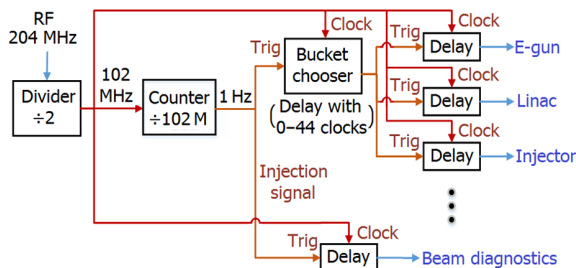 RF
204 MHz
Divider
÷2
102
MHz
Counter
÷102 M
1 Hz
Trig
Clock
Bucket
chooser
(Delay with
0–44 clocks)
Injection
signal
Trig
Clock
Delay
E-gun
Trig
Clock
Delay
Linac
Trig
Clock
Delay
Injector
Trig
Clock
Delay
Beam diagnostics